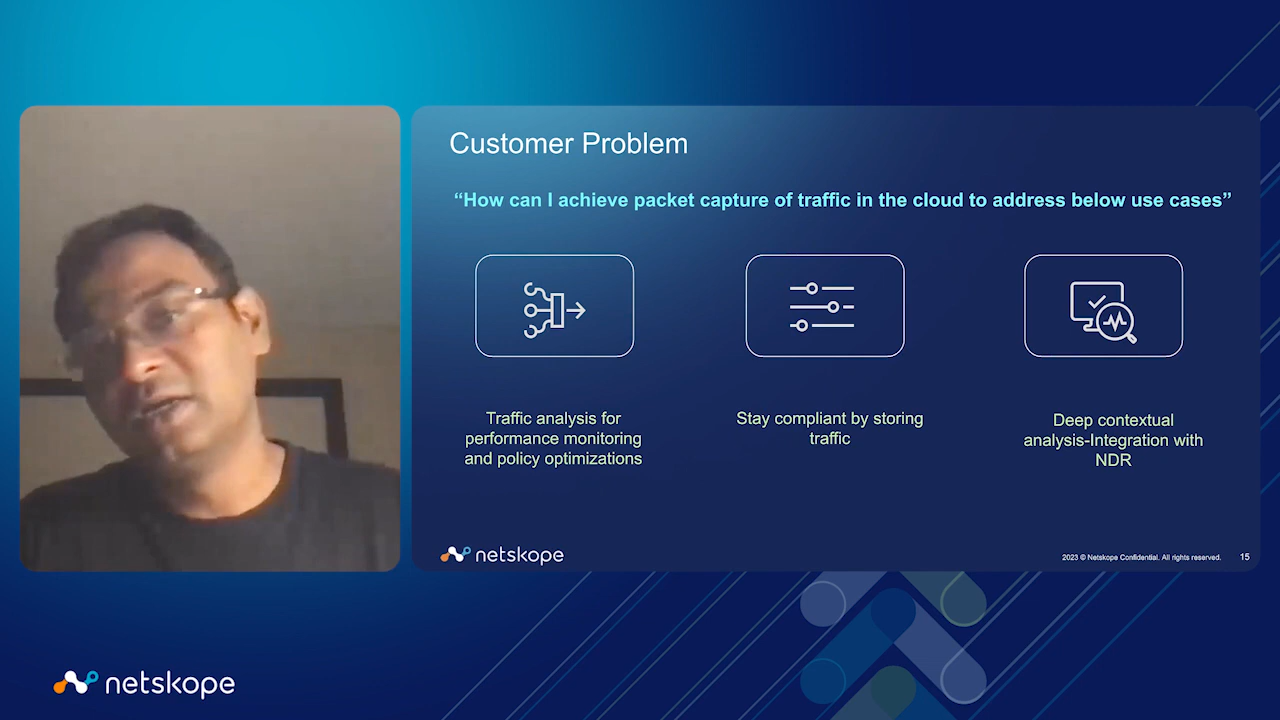 Customer Problem
“How can I achieve packet capture of traffic in the cloud to address below use cases”
Traffic analysis for
performance monitoring
and policy optimizations
Stay compliant by storing
traffic
Deep contextual
analysis-Integration with
NDR
netskope
2023 © Netskope Confidential. All rights reserved.
15
netskope